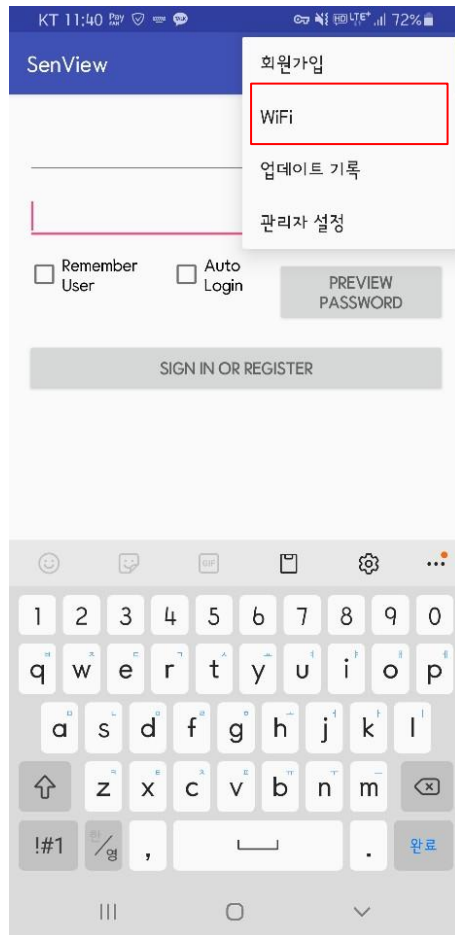 KT 11:40
72%
SenView
회원가입
WiFi
업데이트 기록
관리자 설정
Remember
User
Auto
Login
PREVIEW
PASSWORD
SIGN IN OR REGISTER
GIF
1 2 3 4 5 6 7 8 9 0
q w e r t y u i o p
a s d f g h j k l
z x c v b n m
!#1 한/영 , . 완료